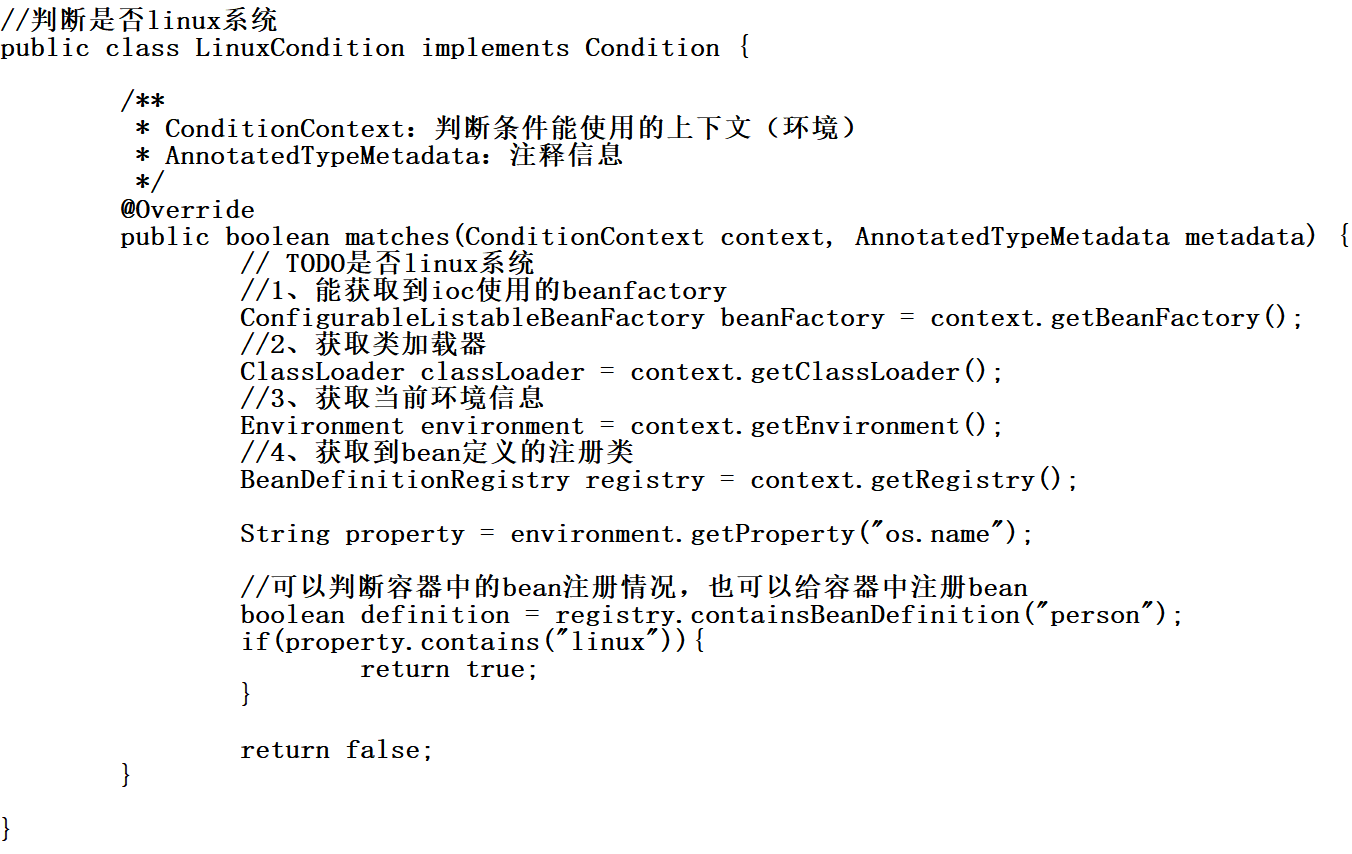 //判断是否linux系统
public class LinuxCondition implements Condition {
/**
* ConditionContext：判断条件能使用的上下文（环境）
* AnnotatedTypeMetadata：注释信息
*/
@Override
public boolean matches(ConditionContext context, AnnotatedTypeMetadata metadata) {
// TODO是否linux系统
//1、能获取到ioc使用的beanfactory
ConfigurableListableBeanFactory beanFactory = context.getBeanFactory();
//2、获取类加载器
ClassLoader classLoader = context.getClassLoader();
//3、获取当前环境信息
Environment environment = context.getEnvironment();
//4、获取到bean定义的注册类
BeanDefinitionRegistry registry = context.getRegistry();
String property = environment.getProperty("os.name");
//可以判断容器中的bean注册情况，也可以给容器中注册bean
boolean definition = registry.containsBeanDefinition("person");
if(property.contains("linux")){
return true;
}
return false;
}
}